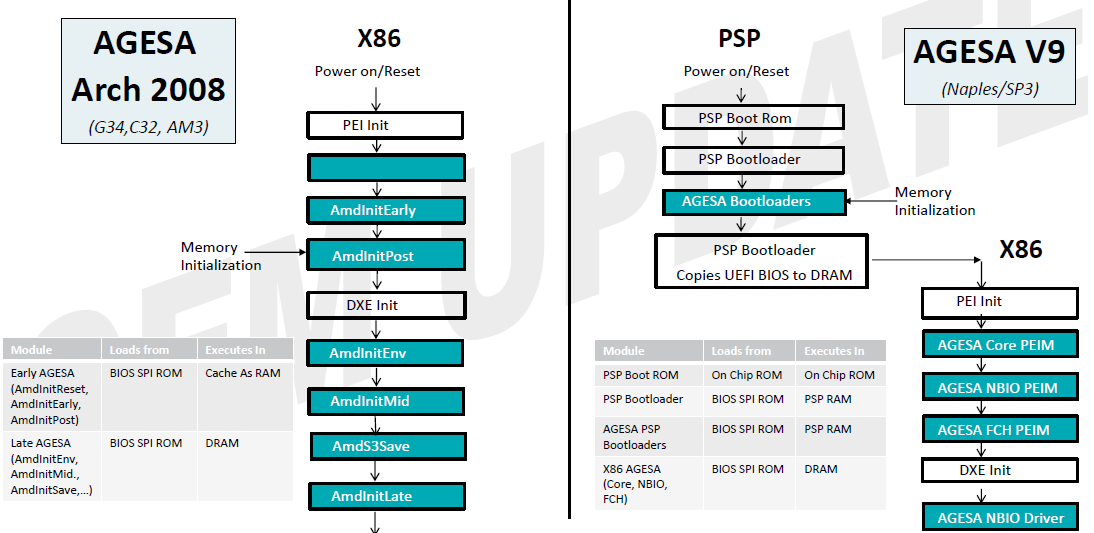 AGESA
Arch 2008
(G34,C32, AM3)
X86
Power on/Reset
PEI Init
AmdInitEarly
Memory
Initialization
AmdInitPost
DXE Init
AmdInitEnv
AmdInitMid
AmdS3Save
AmdInitLate
Module Loads from Executes In
Early AGESA BIOS SPI ROM Cache As RAM
(AmdInitReset,
AmdInitEarly,
AmdInitPost)
Late AGESA BIOS SPI ROM DRAM
(AmdInitEnv,
AmdInitMid.,
AmdInitSave,...)
PSP
Power on/Reset
AGESA V9
(Naples/SP3)
PSP Boot Rom
PSP Bootloader
AGESA Bootloaders
Memory
Initialization
PSP Bootloader
Copies UEFI BIOS to DRAM
X86
PEI Init
AGESA Core PEIM
AGESA NBIO PEIM
AGESA FCH PEIM
DXE Init
AGESA NBIO Driver
Module Loads from Executes In
PSP Boot ROM On Chip ROM On Chip ROM
PSP Bootloader BIOS SPI ROM PSP RAM
AGESA PSP BIOS SPI ROM PSP RAM
Bootloaders
X86 AGESA BIOS SPI ROM DRAM
(Core, NBIO,
FCH)
OEM UPDATE